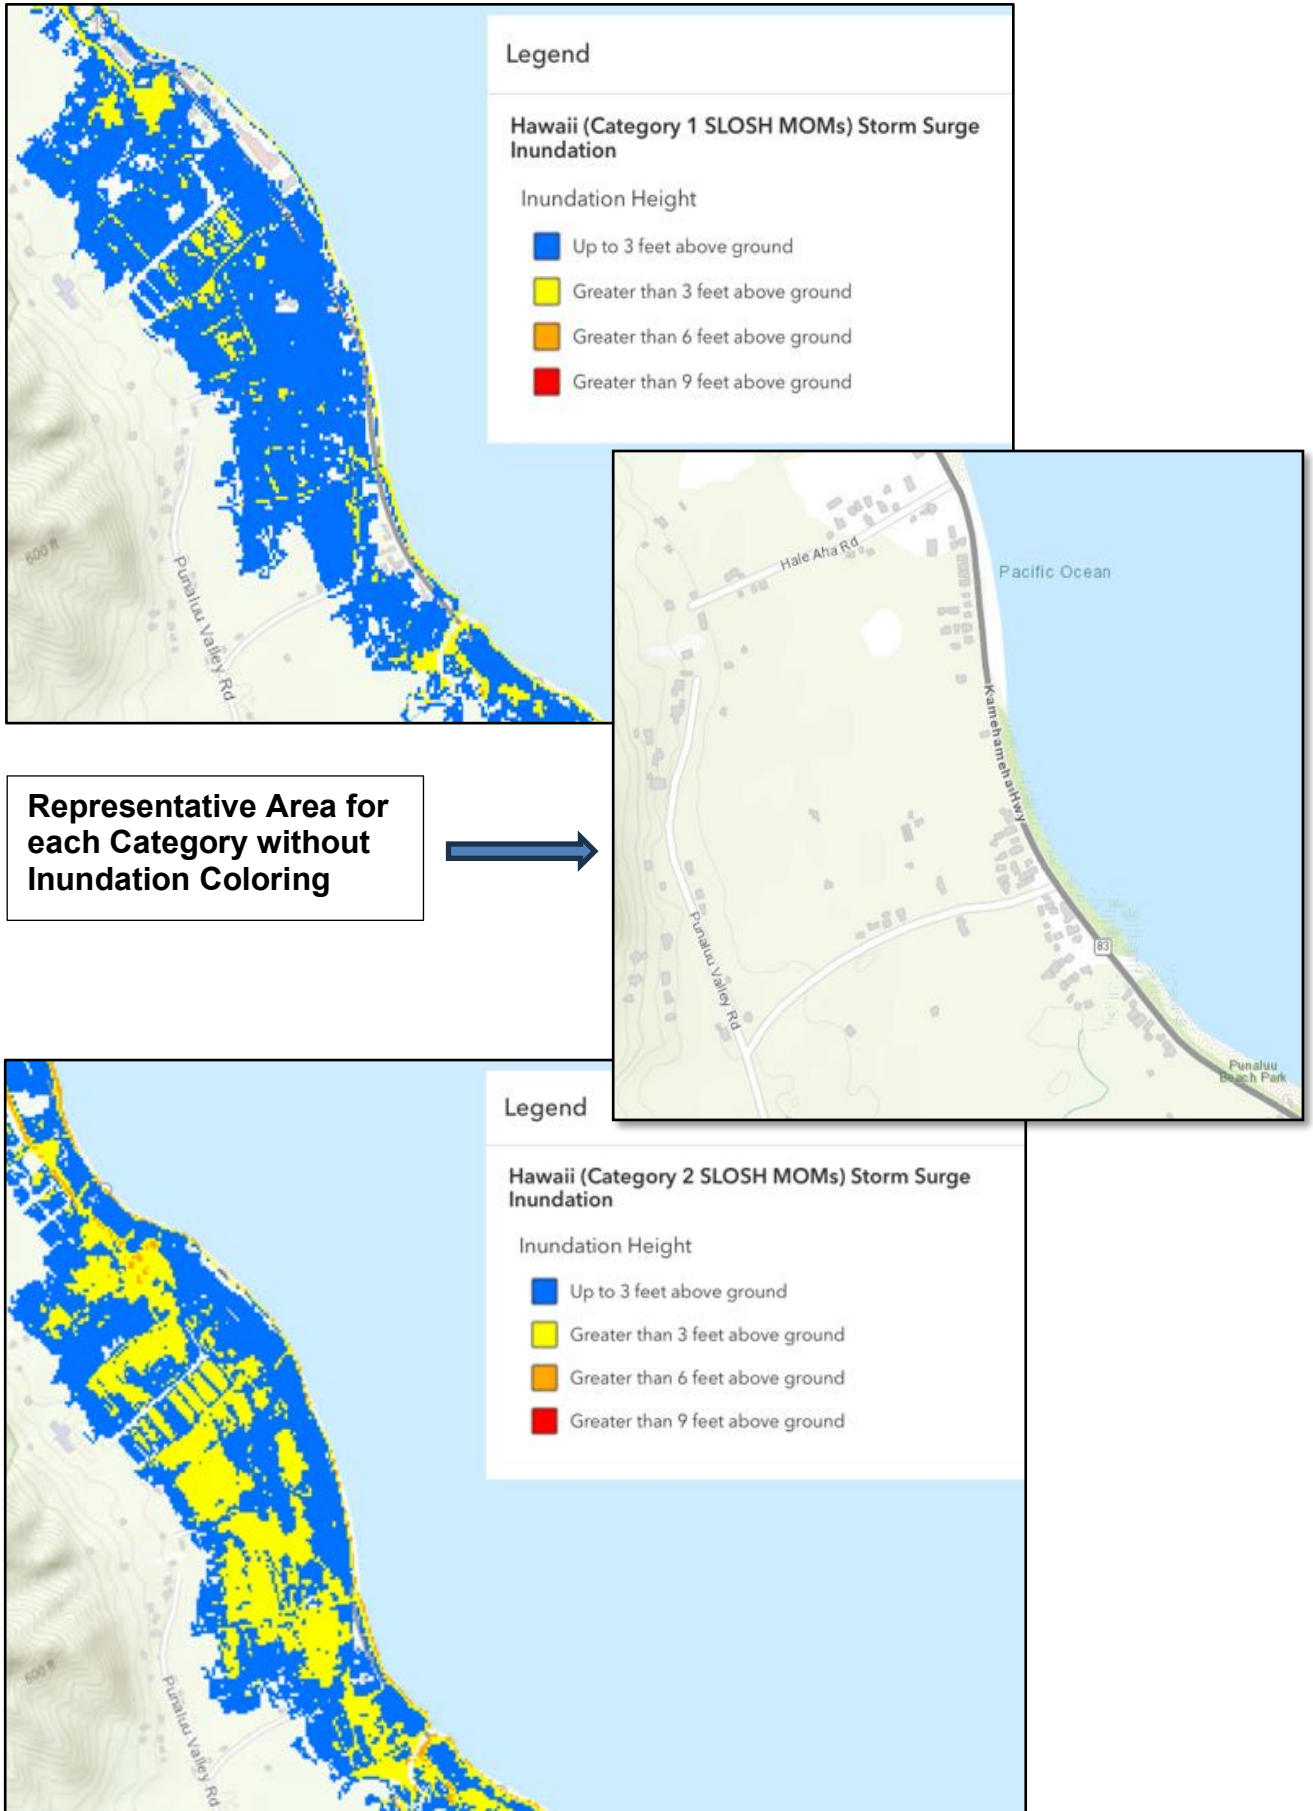 Legend
Hawaii (Category 1 SLOSH MOMs) Storm Surge
Inundation
Inundation Height
Up to 3 feet above ground
Greater than 3 feet above ground
Greater than 6 feet above ground
Greater than 9 feet above ground
600 ft
Punaluu Valley Rd
Hale Aha Rd
Pacific Ocean
Kamehameha Hwy
83
Punaluu Valley Rd
Punaluu
Beach Park
Representative Area for
each Category without
Inundation Coloring
Legend
Hawaii (Category 2 SLOSH MOMs) Storm Surge
Inundation
Inundation Height
Up to 3 feet above ground
Greater than 3 feet above ground
Greater than 6 feet above ground
Greater than 9 feet above ground
600 ft
Punaluu Valley Rd